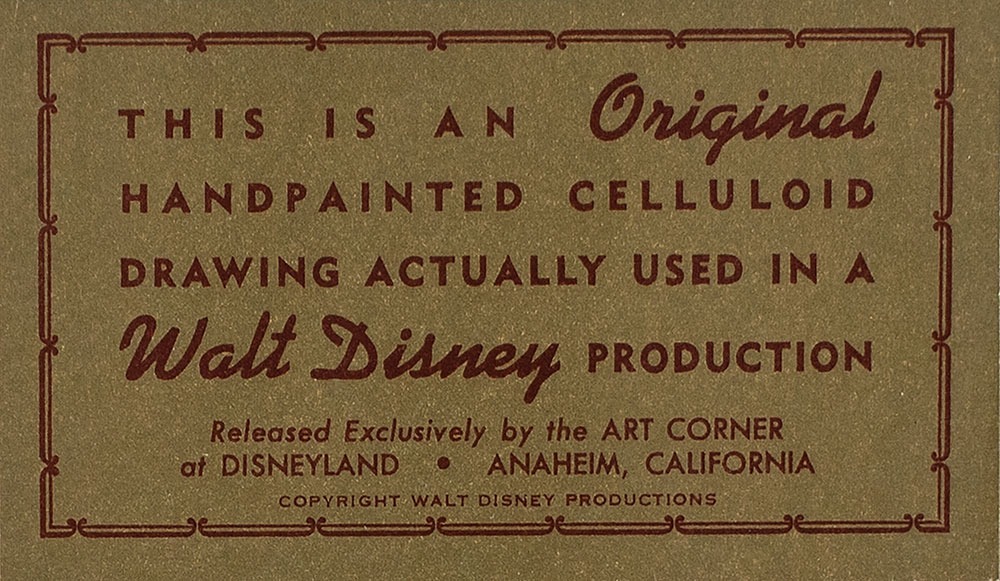 THIS IS AN Original
HANDPAINTED CELLULOID
DRAWING ACTUALLY USED IN A
Walt Disney PRODUCTION
Released Exclusively by the ART CORNER
at DISNEYLAND • ANAHEIM, CALIFORNIA
COPYRIGHT WALT DISNEY PRODUCTIONS